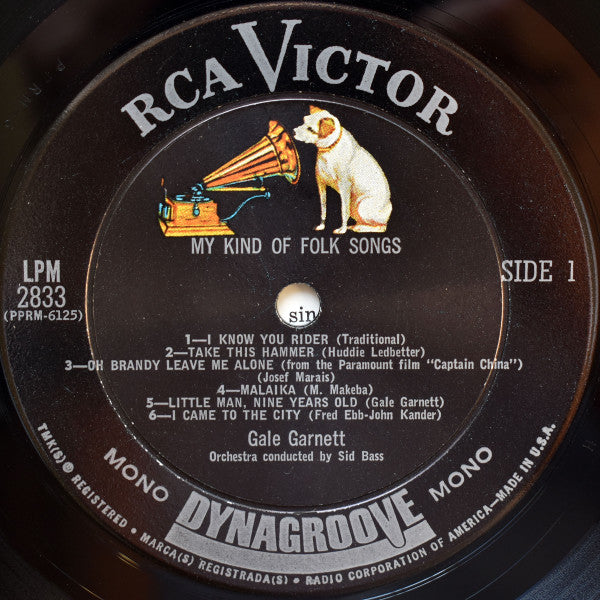 RCA VICTOR
MY KIND OF FOLK SONGS
LPM
2833
(PPRM-6125)
SIDE 1
sin
1—I KNOW YOU RIDER (Traditional)
2—TAKE THIS HAMMER (Huddie Ledbetter)
3—OH BRANDY LEAVE ME ALONE (from the Paramount film "Captain China")
(Josef Marais)
4—MALAIKA (M. Makeba)
5—LITTLE MAN, NINE YEARS OLD (Gale Garnett)
6—I CAME TO THE CITY (Fred Ebb-John Kander)
Gale Garnett
Orchestra conducted by Sid Bass
MONO
DYNAGROOVE
MONO
TMK(S)® REGISTERED • MARCA(S) REGISTRADA(S) • RADIO CORPORATION OF AMERICA—MADE IN U.S.A.